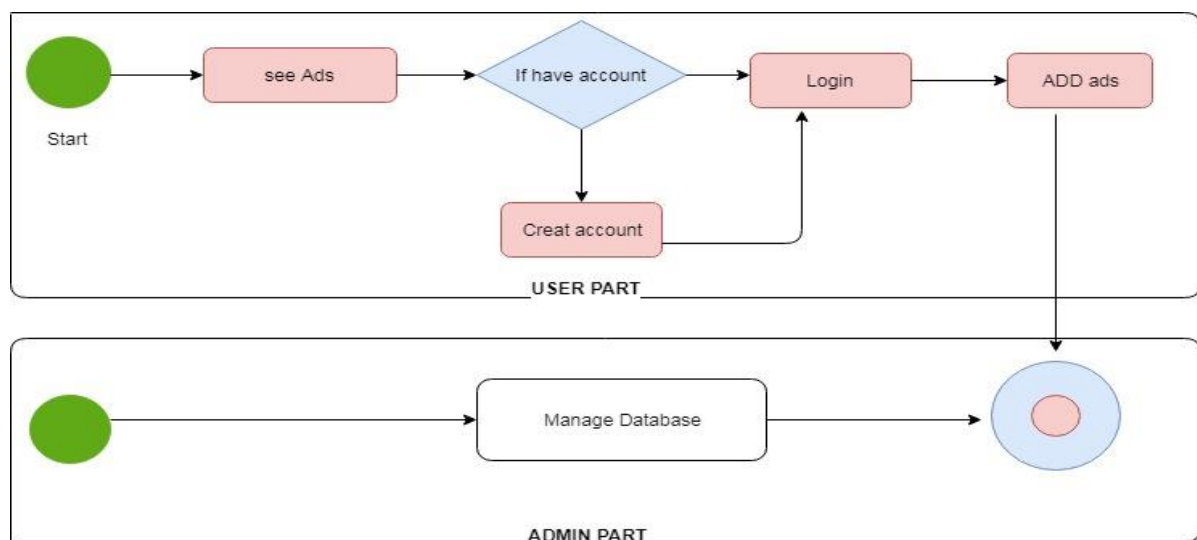 see Ads
If have account
Login
ADD ads
Start
Creat account
USER PART
Manage Database
ADMIN PART